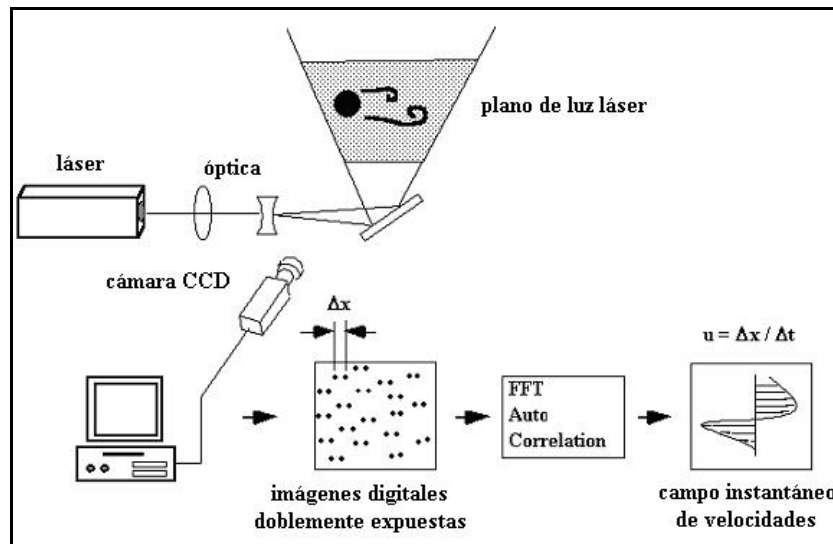 plano de luz láser
láser
óptica
cámara CCD
Δx
u = Δx / Δt
FFT
Auto
Correlation
imágenes digitales
doblemente expuestas
campo instantáneo
de velocidades